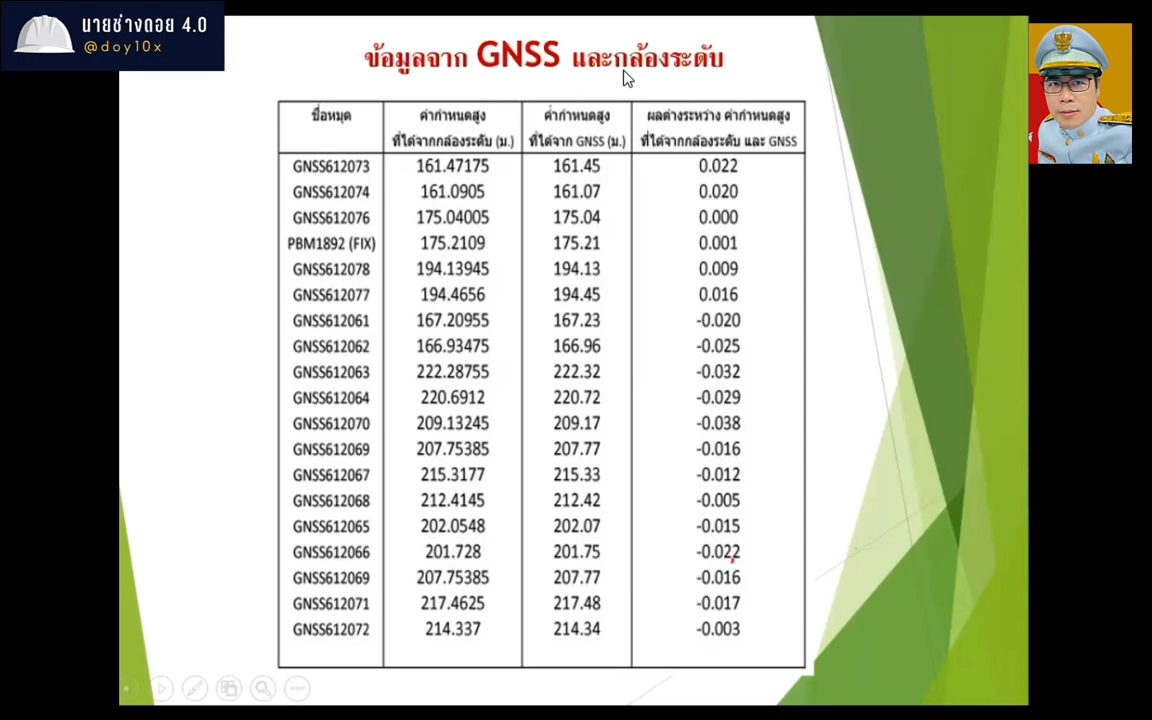 นายช่างดอย 4.0
@doy10x
ข้อมูลจาก GNSS และกล้องระดับ
ชื่อหมุด ค่ากำหนดสูง ค่ากำหนดสูง ผลต่างระหว่าง ค่ากำหนดสูง
ที่ได้จากกล้องระดับ (ม.) ที่ได้จาก GNSS (ม.) ที่ได้จากกล้องระดับ และ GNSS
GNSS612073 161.47175 161.45 0.022
GNSS612074 161.0905 161.07 0.020
GNSS612076 175.04005 175.04 0.000
PBM1892 (FIX) 175.2109 175.21 0.001
GNSS612078 194.13945 194.13 0.009
GNSS612077 194.4656 194.45 0.016
GNSS612061 167.20955 167.23 -0.020
GNSS612062 166.93475 166.96 -0.025
GNSS612063 222.28755 222.32 -0.032
GNSS612064 220.6912 220.72 -0.029
GNSS612070 209.13245 209.17 -0.038
GNSS612069 207.75385 207.77 -0.016
GNSS612067 215.3177 215.33 -0.012
GNSS612068 212.4145 212.42 -0.005
GNSS612065 202.0548 202.07 -0.015
GNSS612066 201.728 201.75 -0.022
GNSS612069 207.75385 207.77 -0.016
GNSS612071 217.4625 217.48 -0.017
GNSS612072 214.337 214.34 -0.003